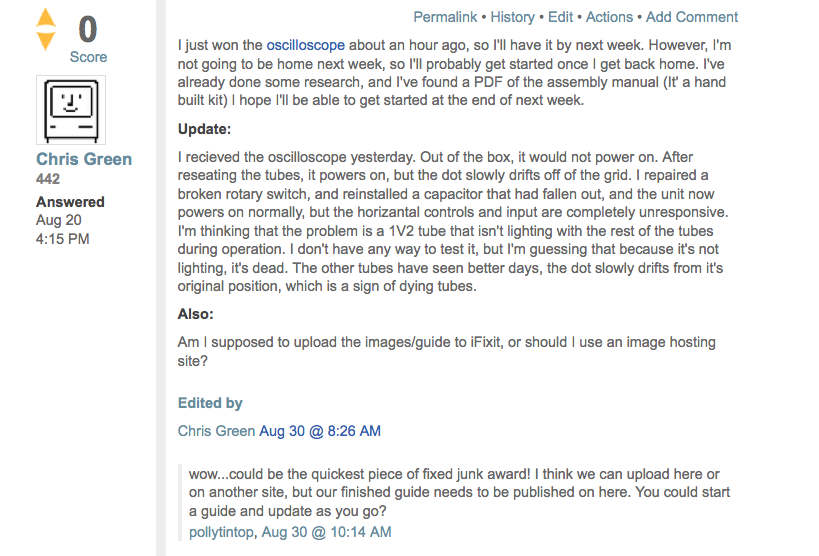 Permalink • History • Edit • Actions • Add Comment
0
Score
Chris Green
442
Answered
Aug 20
4:15 PM
I just won the oscilloscope about an hour ago, so I'll have it by next week. However, I'm
not going to be home next week, so I'll probably get started once I get back home. I've
already done some research, and I've found a PDF of the assembly manual (It' a hand
built kit) I hope I'll be able to get started at the end of next week.
Update:
I recieved the oscilloscope yesterday. Out of the box, it would not power on. After
reseating the tubes, it powers on, but the dot slowly drifts off of the grid. I repaired a
broken rotary switch, and reinstalled a capacitor that had fallen out, and the unit now
powers on normally, but the horizantal controls and input are completely unresponsive.
I'm thinking that the problem is a 1V2 tube that isn't lighting with the rest of the tubes
during operation. I don't have any way to test it, but I'm guessing that because it's not
lighting, it's dead. The other tubes have seen better days, the dot slowly drifts from it's
original position, which is a sign of dying tubes.
Also:
Am I supposed to upload the images/guide to iFixit, or should I use an image hosting
site?
Edited by
Chris Green Aug 30 @ 8:26 AM
wow...could be the quickest piece of fixed junk award! I think we can upload here or
on another site, but our finished guide needs to be published on here. You could start
a guide and update as you go?
pollytintop, Aug 30 @ 10:14 AM